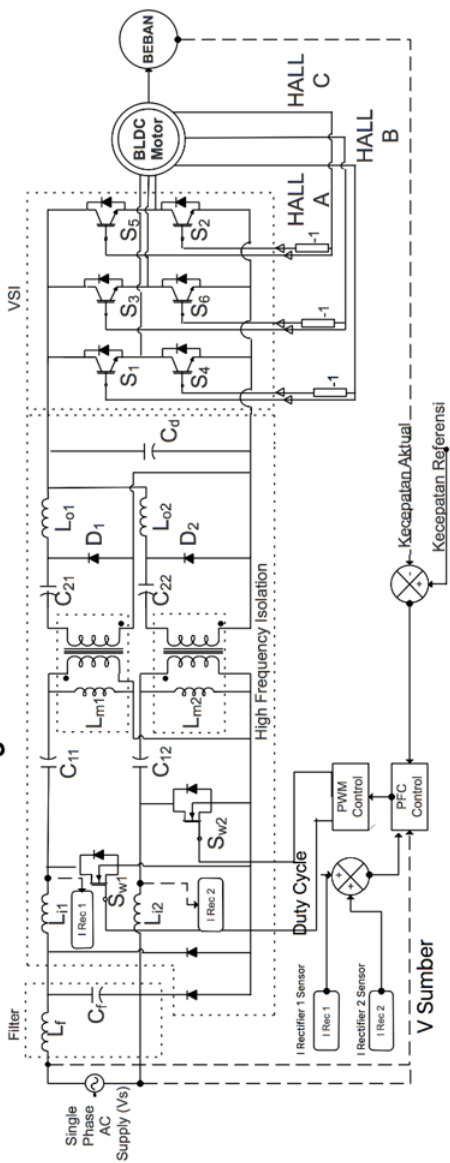 Filter
Single
Phase
AC
Supply (Vs)
Lf
Cf
Li1
Li2
I Rec 1
I Rec 2
Sw1
Sw2
C11
C12
Lm1
Lm2
High Frequency Isolation
C21
C22
D1
D2
Lo1
Lo2
Cd
VSI
S1
S3
S5
S4
S6
S2
BLDC
Motor
BEBAN
HALL
A
HALL
B
HALL
C
-1
-1
-1
Duty Cycle
I Rectifier 1 Sensor
I Rec 1
I Rectifier 2 Sensor
I Rec 2
V Sumber
PWM
Control
PFC
Control
Kecepatan Aktual
Kecepatan Referensi
+
+
-
+